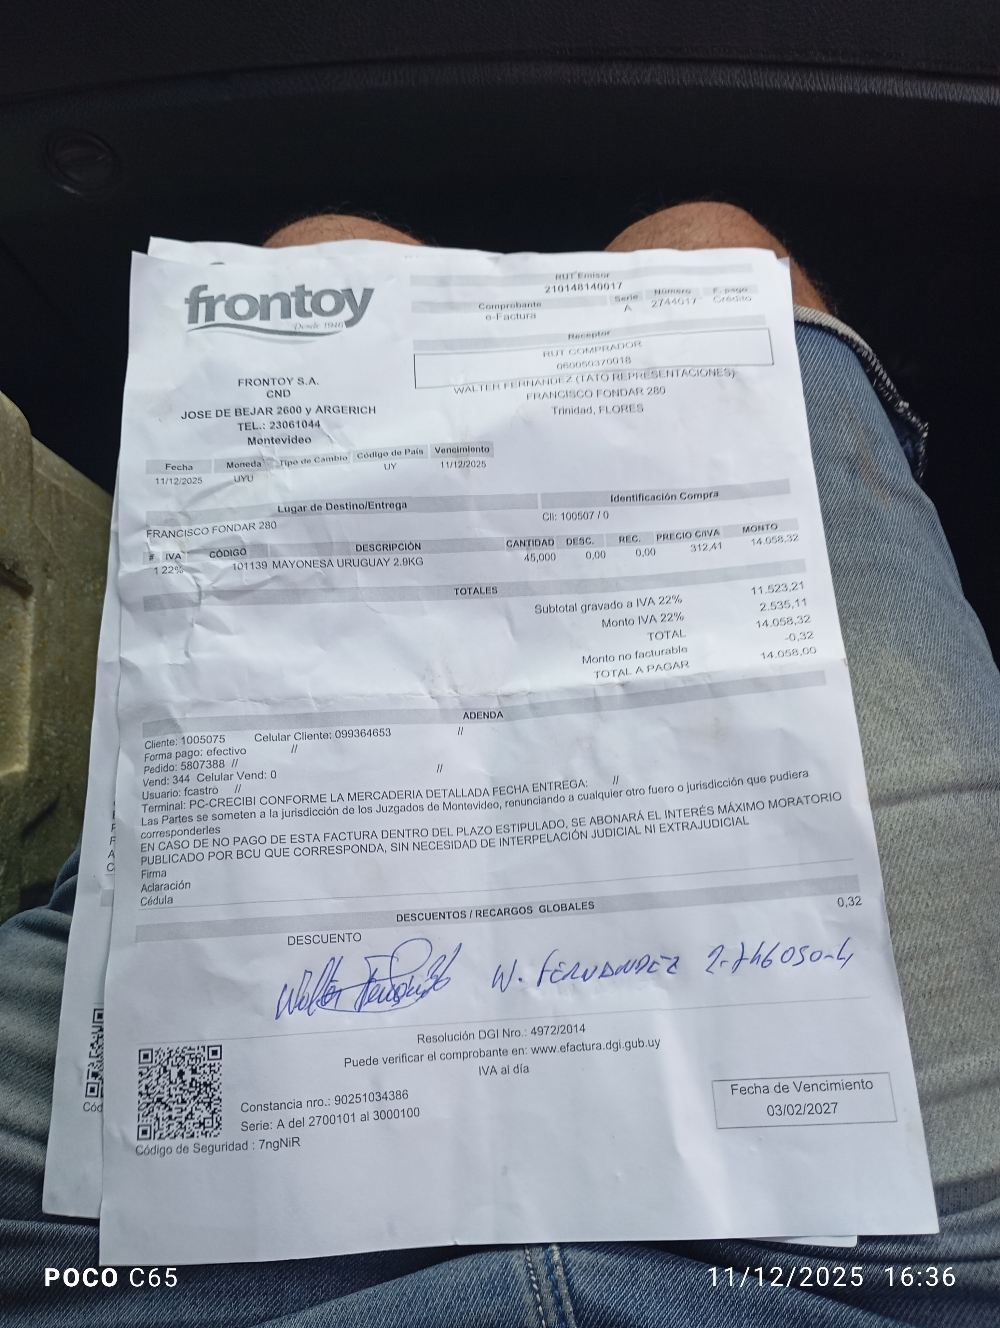 frontoy
Desde 1946
RUT Emisor
210148140017
Comprobante Serie Número F. pago
e-Factura A 2744017 Crédito
Receptor
RUT COMPRADOR
080050370018
WALTER FERNANDEZ (TATO REPRESENTACIONES)
FRANCISCO FONDAR 280
Trinidad, FLORES
FRONTOY S.A.
CND
JOSE DE BEJAR 2600 y ARGERICH
TEL.: 23061044
Montevideo
Fecha Moneda Tipo de Cambio Código de País Vencimiento
11/12/2025 UYU UY 11/12/2025
Lugar de Destino/Entrega Identificación Compra
FRANCISCO FONDAR 280 Cli: 100507 / 0
# IVA CÓDIGO DESCRIPCIÓN CANTIDAD DESC. REC. PRECIO C/IVA MONTO
1 22% 101139 MAYONESA URUGUAY 2.9KG 45,000 0,00 0,00 312,41 14.058,32
TOTALES
Subtotal gravado a IVA 22% 11.523,21
Monto IVA 22% 2.535,11
TOTAL 14.058,32
Monto no facturable -0,32
TOTAL A PAGAR 14.058,00
ADENDA
Cliente: 1005075 Celular Cliente: 099364653 //
Forma pago: efectivo //
Pedido: 5807388 //
Vend: 344 Celular Vend: 0 //
Usuario: fcastro //
Terminal: PC-CRECIBI CONFORME LA MERCADERIA DETALLADA FECHA ENTREGA: //
Las Partes se someten a la jurisdicción de los Juzgados de Montevideo, renunciando a cualquier otro fuero o jurisdicción que pudiera
corresponderles
EN CASO DE NO PAGO DE ESTA FACTURA DENTRO DEL PLAZO ESTIPULADO, SE ABONARÁ EL INTERÉS MÁXIMO MORATORIO
PUBLICADO POR BCU QUE CORRESPONDA, SIN NECESIDAD DE INTERPELACIÓN JUDICIAL NI EXTRAJUDICIAL
Firma
Aclaración
Cédula
DESCUENTOS / RECARGOS GLOBALES
DESCUENTO 0,32
Walter Fernández W. FERNANDEZ 2.746050-4
Resolución DGI Nro.: 4972/2014
Puede verificar el comprobante en: www.efactura.dgi.gub.uy
IVA al día
Constancia nro.: 90251034386
Serie: A del 2700101 al 3000100
Código de Seguridad : 7ngNiR
Fecha de Vencimiento
03/02/2027
Cód
POCO C65
11/12/2025 16:36